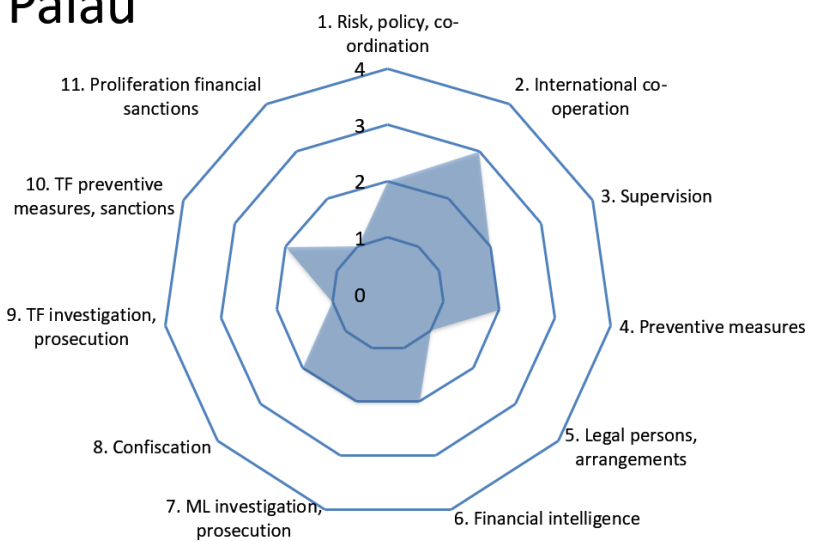 Palau
1. Risk, policy, co-
ordination
2. International co-
operation
3. Supervision
4. Preventive measures
5. Legal persons,
arrangements
6. Financial intelligence
7. ML investigation,
prosecution
8. Confiscation
9. TF investigation,
prosecution
10. TF preventive
measures, sanctions
11. Proliferation financial
sanctions
4
3
2
1
0